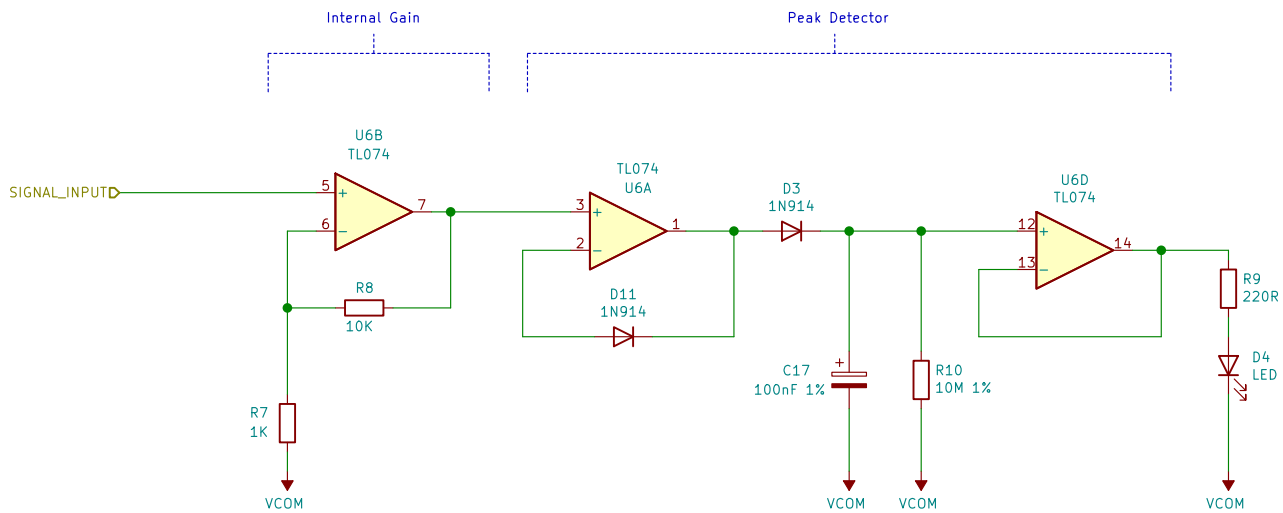 Internal Gain
Peak Detector
U6B
TL074
SIGNAL_INPUT
5
+
6
−
7
R8
10K
R7
1K
VCOM
TL074
U6A
3
+
2
−
1
D11
1N914
D3
1N914
+
C17
100nF 1%
VCOM
R10
10M 1%
VCOM
U6D
TL074
12
+
13
−
14
R9
220R
D4
LED
VCOM